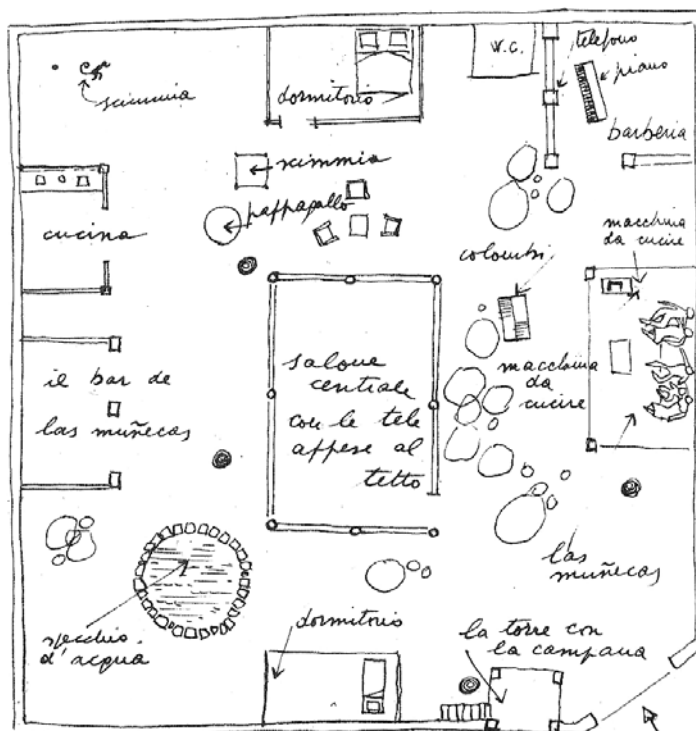 scimmia
dormitorio
W.C.
telefono
piano
barberia
scimmia
pappagallo
cucina
colombi
macchina
da cucire
il bar de
las muñecas
salone
centrale
con le tele
appese al
tetto
macchina
da
cucire
las
muñecas
specchio
d'acqua
dormitorio
la torre con
la campana